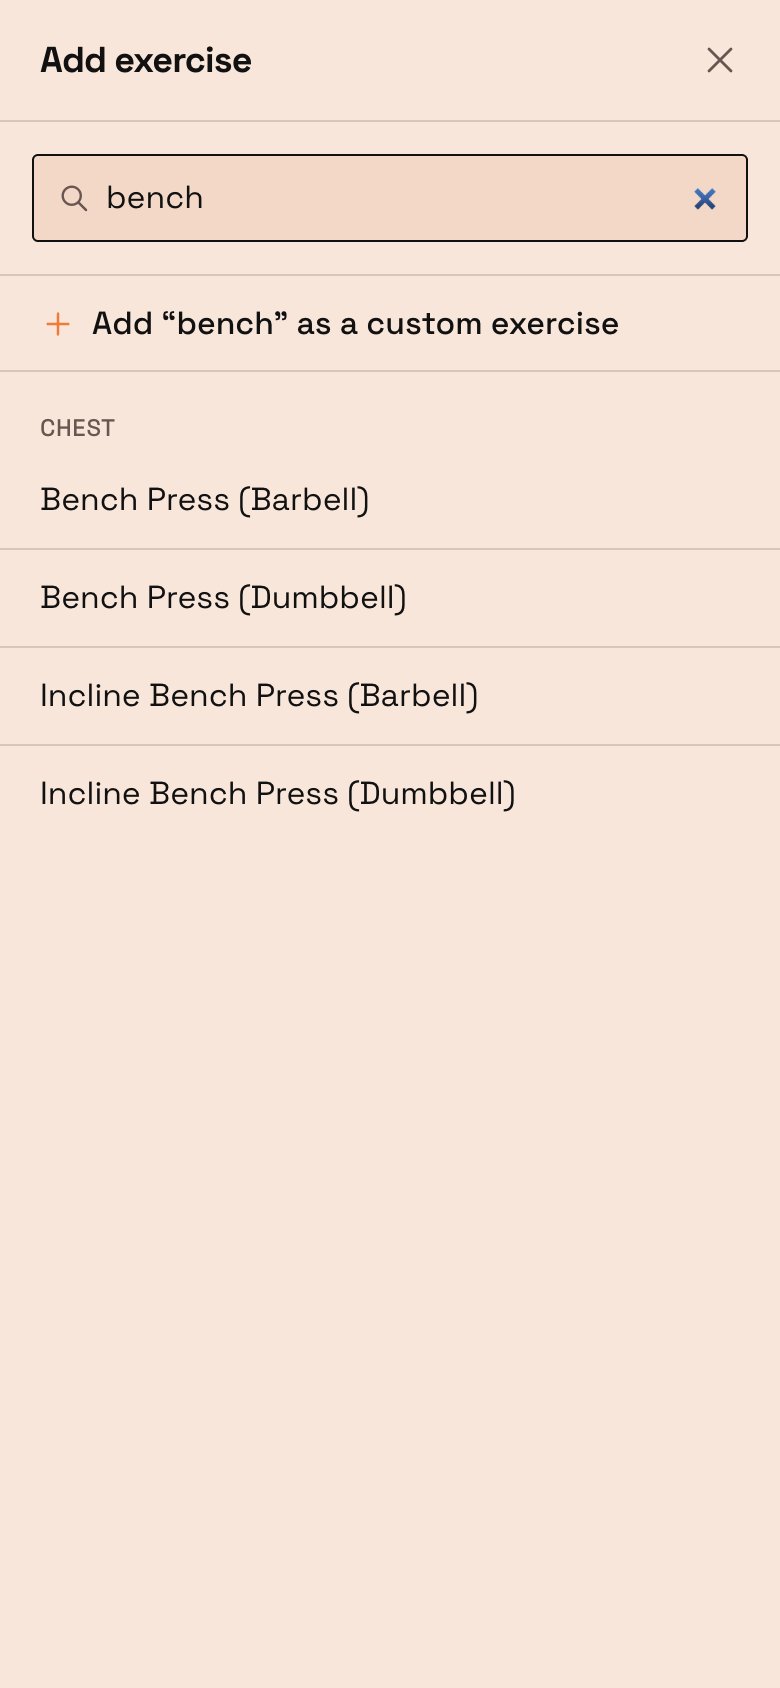 Add exercise
bench
Add “bench” as a custom exercise
CHEST
Bench Press (Barbell)
Bench Press (Dumbbell)
Incline Bench Press (Barbell)
Incline Bench Press (Dumbbell)